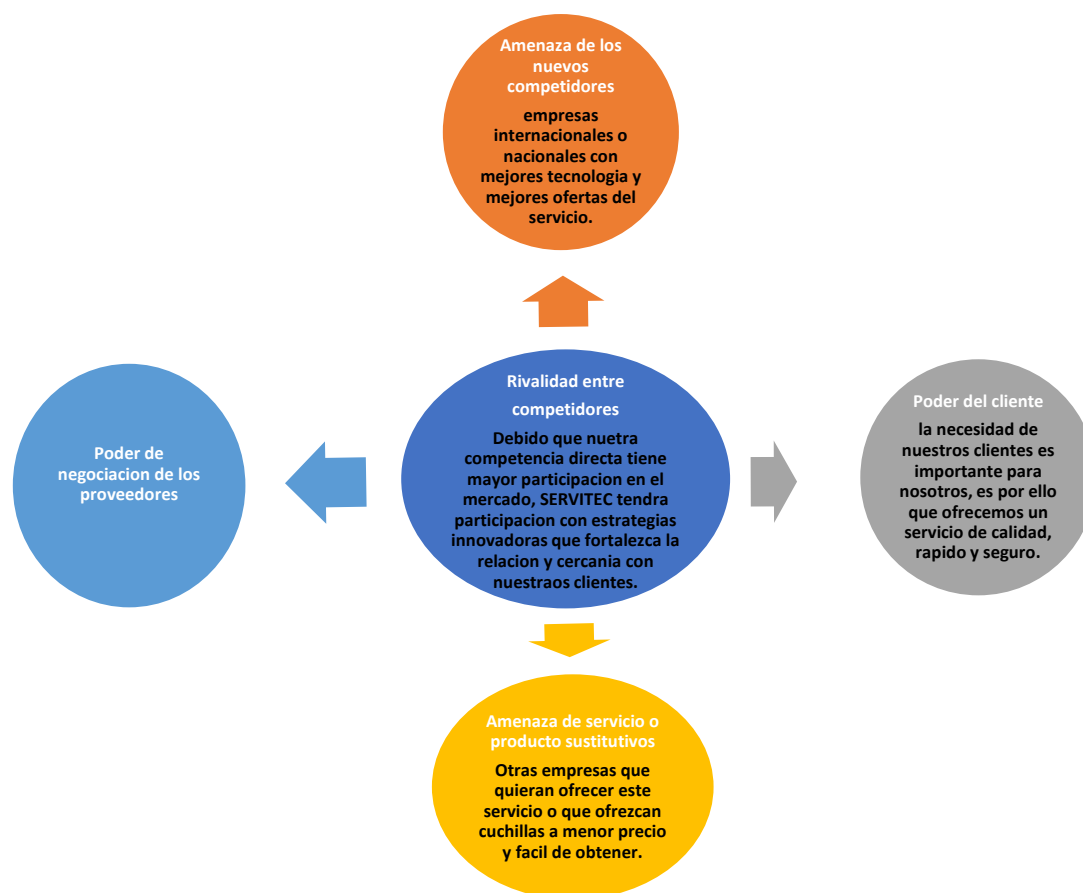 Amenaza de los
nuevos
competidores
empresas
internacionales o
nacionales con
mejores tecnologia y
mejores ofertas del
servicio.
Poder de
negociacion de los
proveedores
Rivalidad entre
competidores
Debido que nuetra
competencia directa tiene
mayor participacion en el
mercado, SERVITEC tendra
participacion con estrategias
innovadoras que fortalezca la
relacion y cercania con
nuestraos clientes.
Poder del cliente
la necesidad de
nuestros clientes es
importante para
nosotros, es por ello
que ofrecemos un
servicio de calidad,
rapido y seguro.
Amenaza de servicio o
producto sustitutivos
Otras empresas que
quieran ofrecer este
servicio o que ofrezcan
cuchillas a menor precio
y facil de obtener.